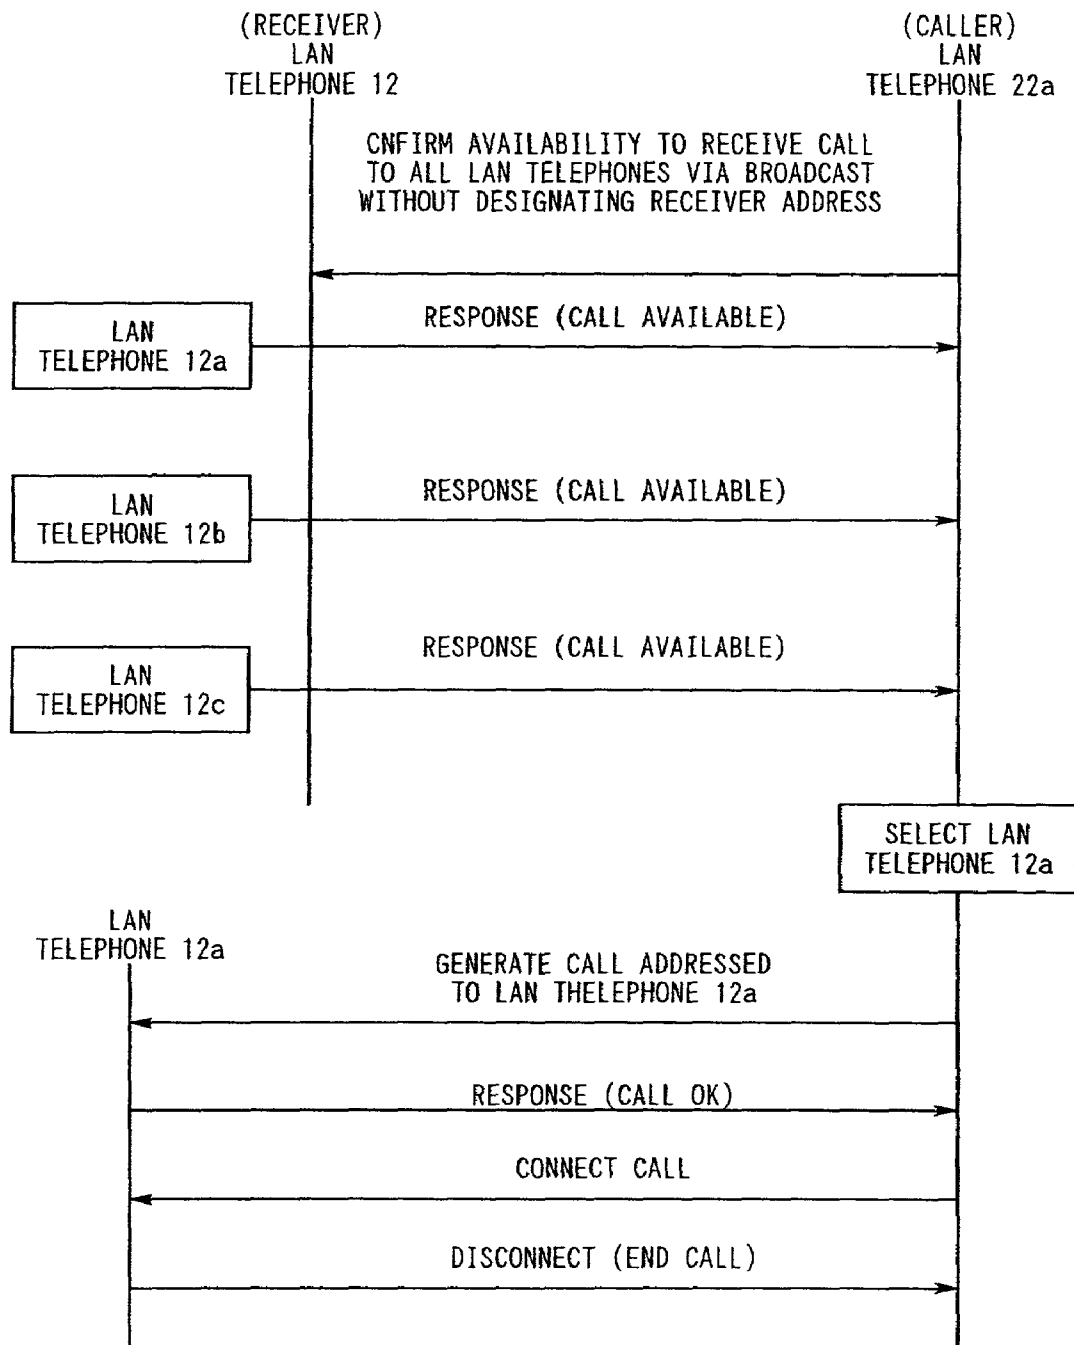 (RECEIVER)
LAN
TELEPHONE 12
(CALLER)
LAN
TELEPHONE 22a
CNFIRM AVAILABILITY TO RECEIVE CALL
TO ALL LAN TELEPHONES VIA BROADCAST
WITHOUT DESIGNATING RECEIVER ADDRESS
LAN
TELEPHONE 12a
RESPONSE (CALL AVAILABLE)
LAN
TELEPHONE 12b
RESPONSE (CALL AVAILABLE)
LAN
TELEPHONE 12c
RESPONSE (CALL AVAILABLE)
SELECT LAN
TELEPHONE 12a
LAN
TELEPHONE 12a
GENERATE CALL ADDRESSED
TO LAN THELEPHONE 12a
RESPONSE (CALL OK)
CONNECT CALL
DISCONNECT (END CALL)